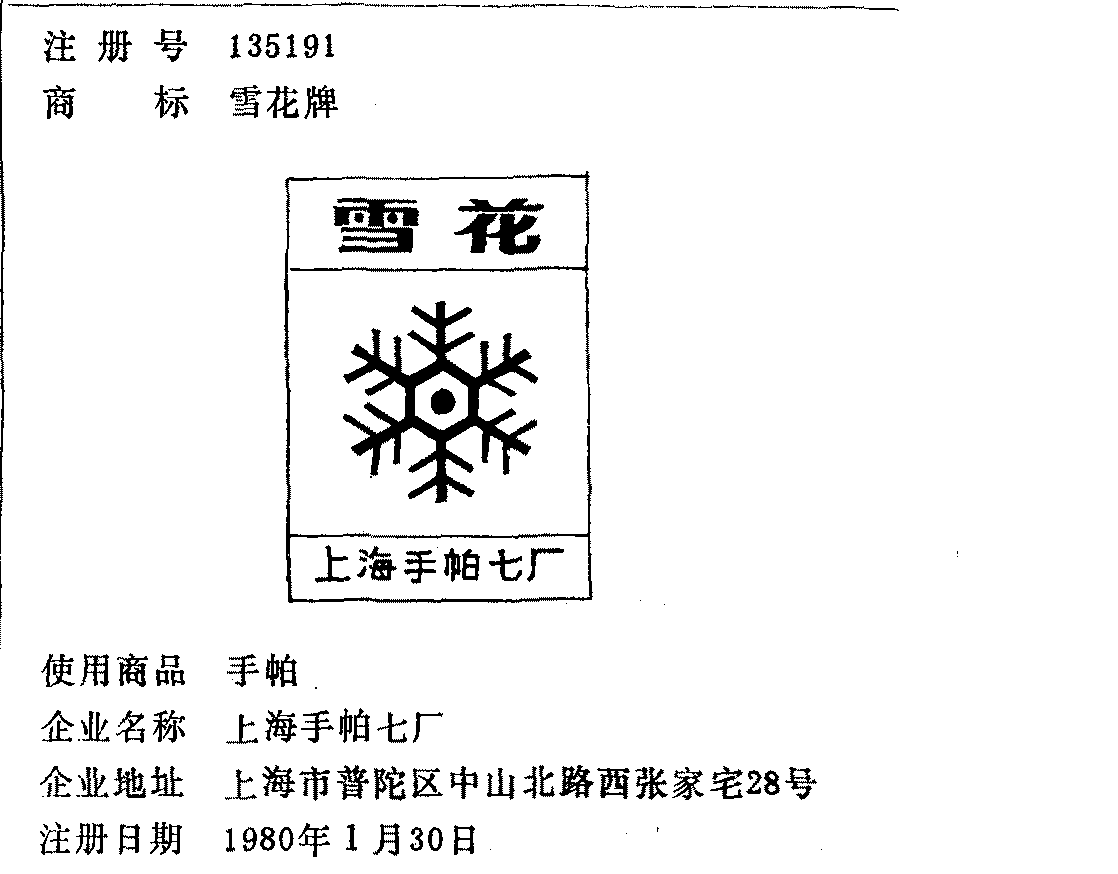 注册号 135191
商标 雪花牌
雪花
上海手帕七厂
使用商品 手帕
企业名称 上海手帕七厂
企业地址 上海市普陀区中山北路西张家宅28号
注册日期 1980年1月30日